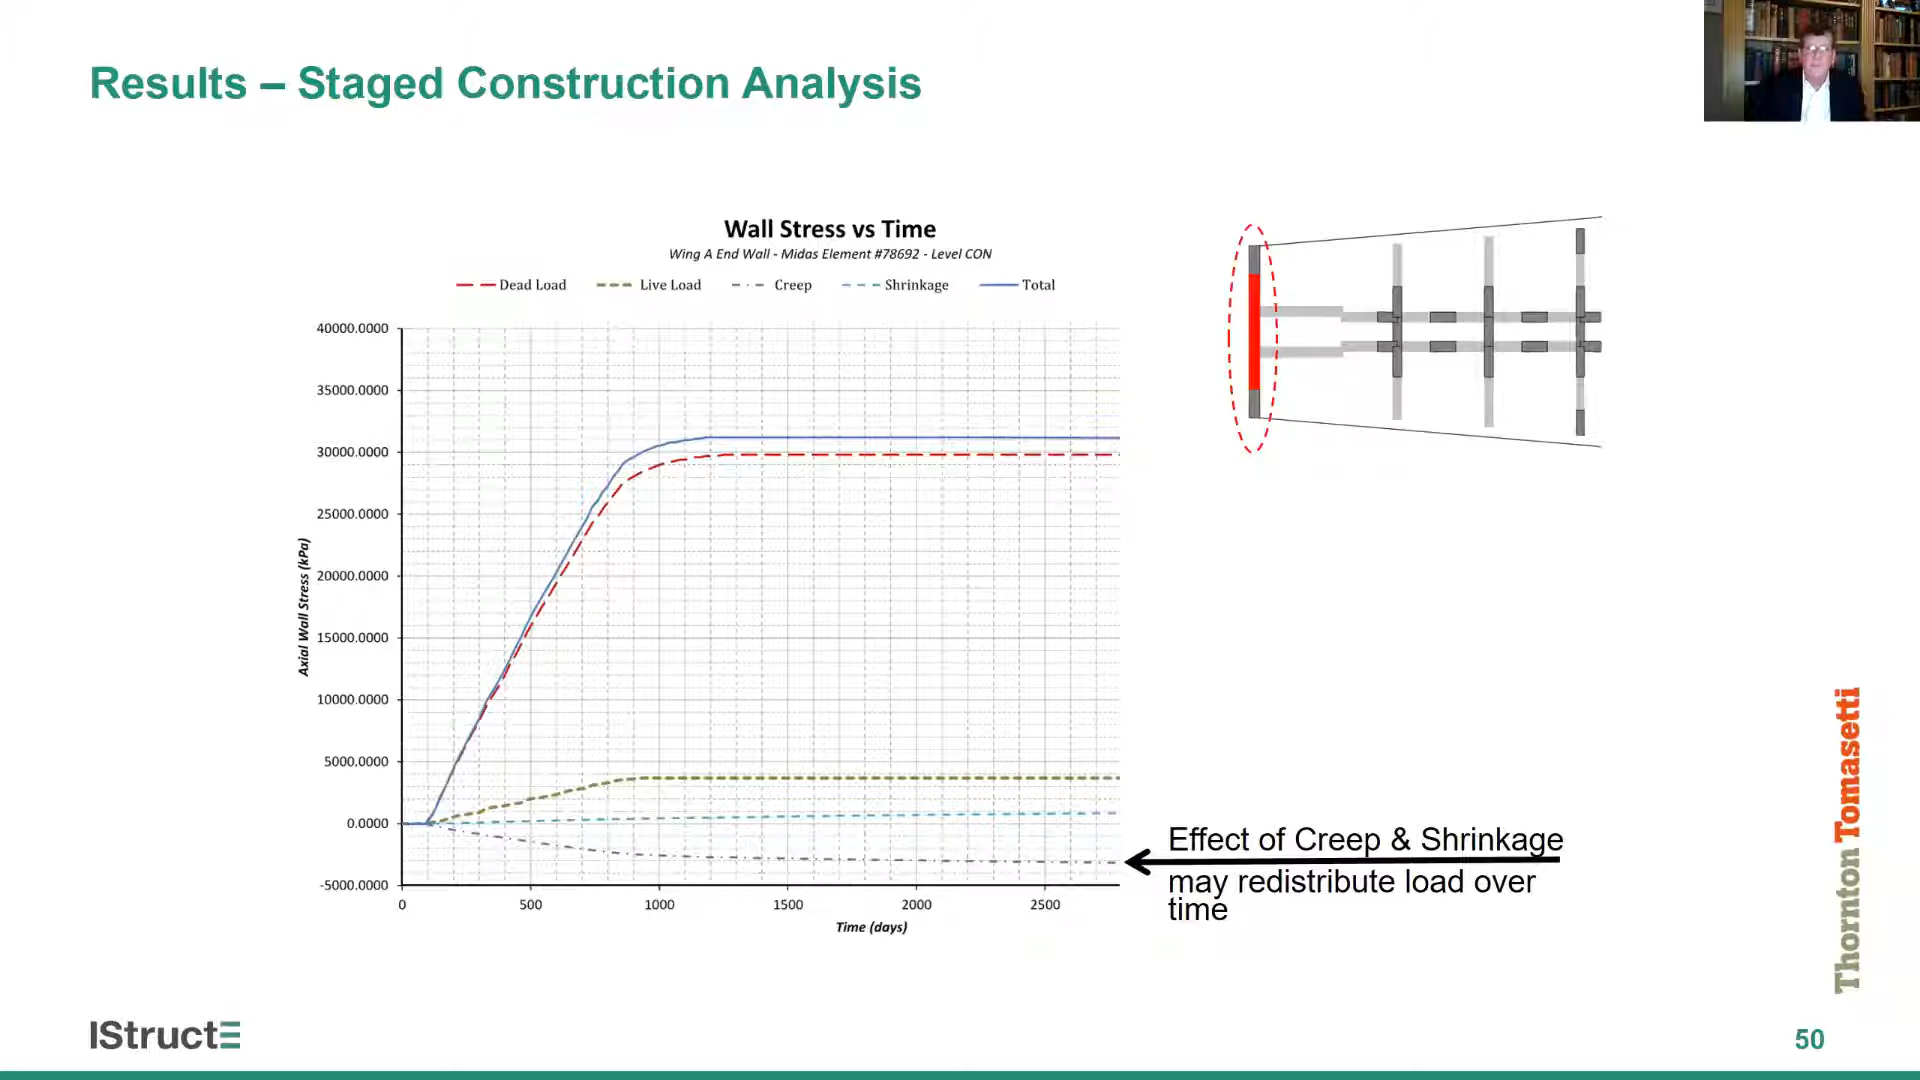 Results – Staged Construction Analysis
Wall Stress vs Time
Wing A End Wall - Midas Element #78692 - Level CON
Dead Load
Live Load
Creep
Shrinkage
Total
40000.0000
35000.0000
30000.0000
25000.0000
20000.0000
15000.0000
10000.0000
5000.0000
0.0000
-5000.0000
Axial Wall Stress (kPa)
0
500
1000
1500
2000
2500
Time (days)
Effect of Creep & Shrinkage
may redistribute load over
time
Thornton Tomasetti
IStructE
50